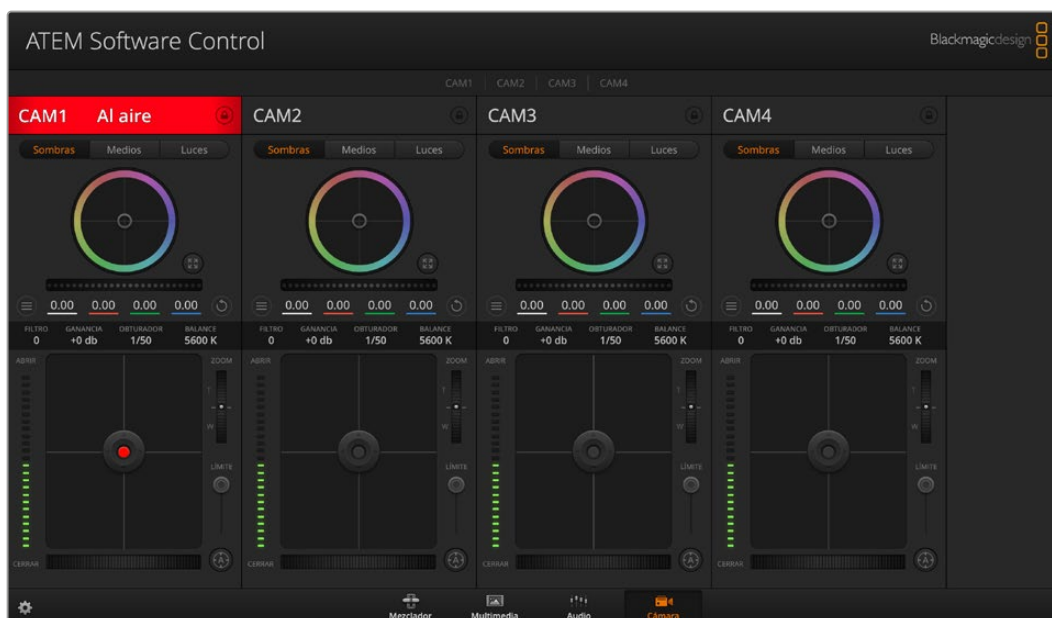 ATEM Software Control
Blackmagicdesign
CAM1 CAM2 CAM3 CAM4
CAM1 Al aire CAM2 CAM3 CAM4
Sombras Medios Luces Sombras Medios Luces Sombras Medios Luces Sombras Medios Luces
0.00 0.00 0.00 0.00 0.00 0.00 0.00 0.00 0.00 0.00 0.00 0.00 0.00 0.00 0.00 0.00
FILTRO GANANCIA OBTURADOR BALANCE FILTRO GANANCIA OBTURADOR BALANCE FILTRO GANANCIA OBTURADOR BALANCE FILTRO GANANCIA OBTURADOR BALANCE
0 +0 db 1/50 5600 K 0 +0 db 1/50 5600 K 0 +0 db 1/50 5600 K 0 +0 db 1/50 5600 K
ABRIR ZOOM ABRIR ZOOM ABRIR ZOOM ABRIR ZOOM
T T T T
W W W W
LÍMITE LÍMITE LÍMITE LÍMITE
CERRAR A CERRAR A CERRAR A CERRAR A
Mezclador Multimedia Audio Cámara